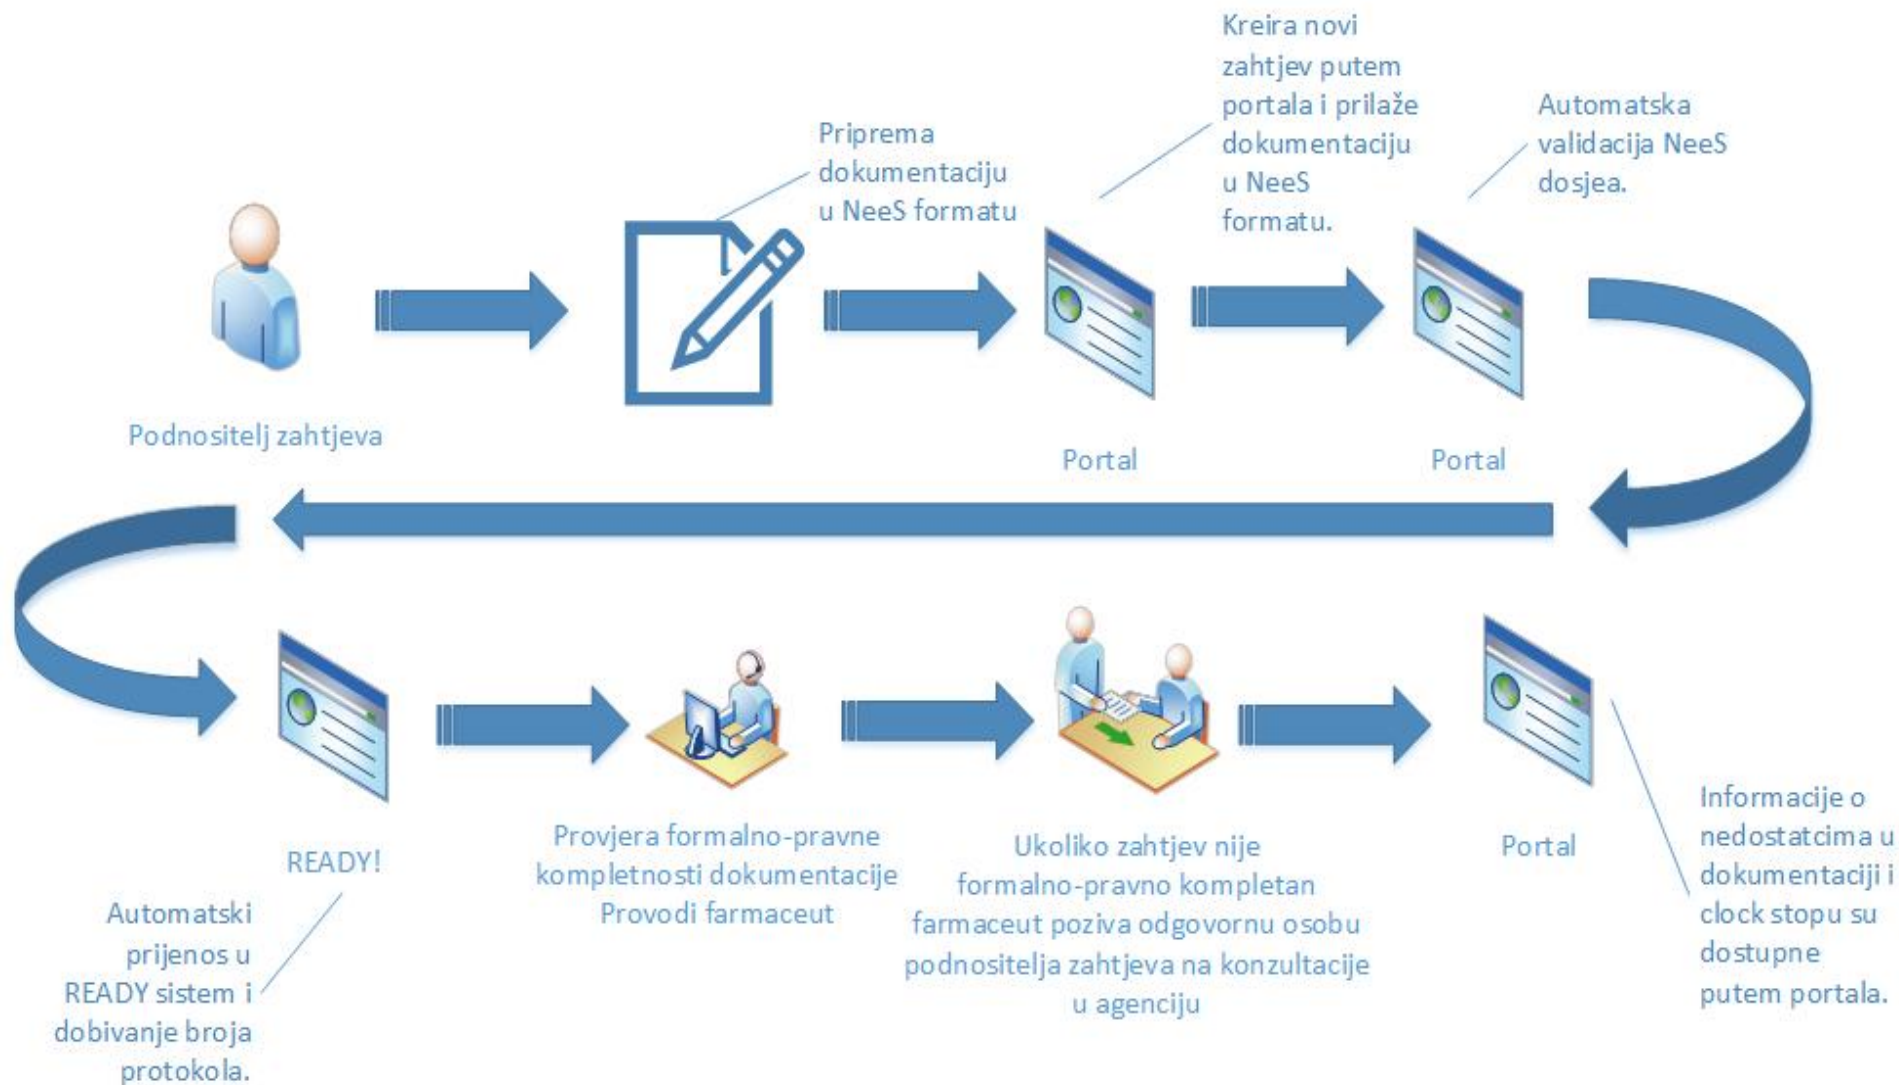 Priprema
dokumentaciju
u NeeS formatu
Kreira novi
zahtjev putem
portala i prilaže
dokumentaciju
u NeeS
formatu.
Automatska
validacija NeeS
dosjea.
Podnositelj zahtjeva
Portal
Portal
READY!
Automatski
prijenos u
READY sistem i
dobivanje broja
protokola.
Provjera formalno-pravne
kompletnosti dokumentacije
Provodi farmaceut
Ukoliko zahtjev nije
formalno-pravno kompletan
farmaceut poziva odgovornu osobu
podnositelja zahtjeva na konzultacije
u agenciju
Portal
Informacije o
nedostatcima u
dokumentaciji i
clock stopu su
dostupne
putem portala.